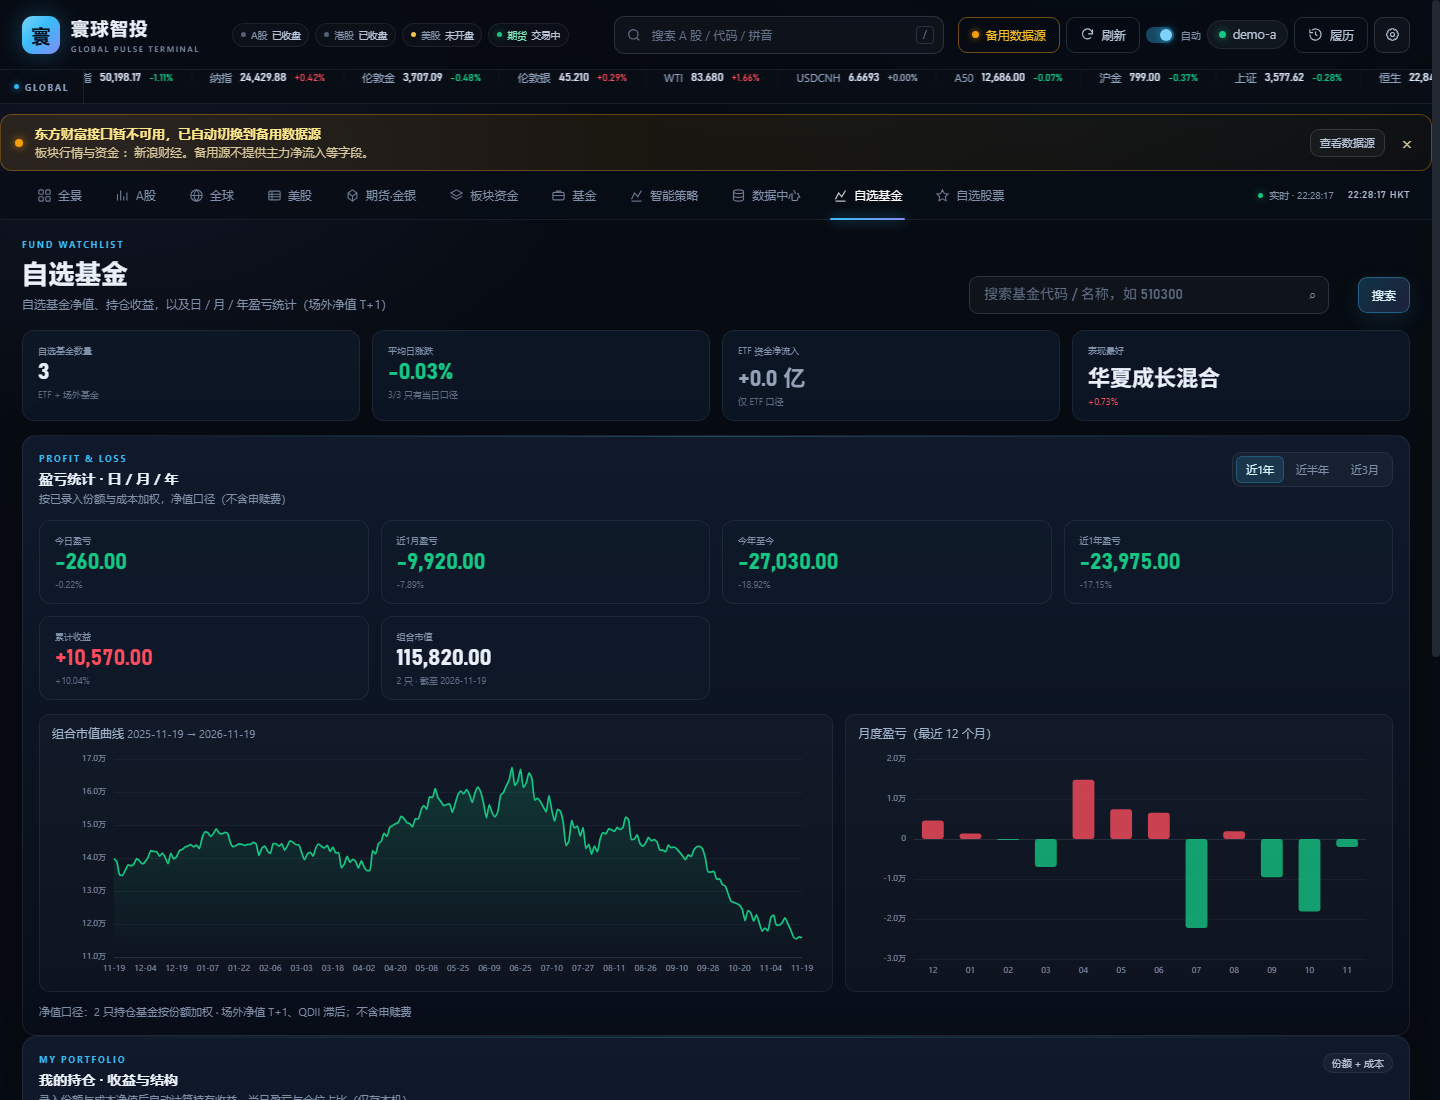 寰
寰球智投
GLOBAL PULSE TERMINAL
A股 已收盘
港股 已收盘
美股 未开盘
期货 交易中
搜索 A 股 / 代码 / 拼音
/
备用数据源
刷新
自动
demo-a
履历
GLOBAL
50,198.17 -1.11%
纳指 24,429.88 +0.42%
伦敦金 3,707.09 -0.48%
伦敦银 45.210 +0.29%
WTI 83.680 +1.66%
USDCNH 6.6693 +0.00%
A50 12,686.00 -0.07%
沪金 799.00 -0.37%
上证 3,577.62 -0.28%
恒生 22,84
东方财富接口暂不可用，已自动切换到备用数据源
板块行情与资金： 新浪财经。备用源不提供主力净流入等字段。
查看数据源
×
全景
A股
全球
美股
期货·金银
板块资金
基金
智能策略
数据中心
自选基金
自选股票
实时 · 22:28:17
22:28:17 HKT
FUND WATCHLIST
自选基金
自选基金净值、持仓收益，以及日 / 月 / 年盈亏统计（场外净值 T+1）
搜索基金代码 / 名称，如 510300
搜索
自选基金数量
3
ETF + 场外基金
平均日涨跌
-0.03%
3/3 只有当日口径
ETF 资金净流入
+0.0 亿
仅 ETF 口径
表现最好
华夏成长混合
+0.73%
PROFIT & LOSS
盈亏统计 · 日 / 月 / 年
按已录入份额与成本加权，净值口径（不含申赎费）
近1年
近半年
近3月
今日盈亏
-260.00
-0.22%
近1月盈亏
-9,920.00
-7.89%
今年至今
-27,030.00
-18.92%
近1年盈亏
-23,975.00
-17.15%
累计收益
+10,570.00
+10.04%
组合市值
115,820.00
2 只 · 截至 2026-11-19
组合市值曲线 2025-11-19 → 2026-11-19
17.0万
16.0万
15.0万
14.0万
13.0万
12.0万
11.0万
11-19 12-04 12-19 01-07 01-22 02-06 03-03 03-18 04-02 04-20 05-08 05-25 06-09 06-25 07-10 07-27 08-11 08-26 09-10 09-28 10-20 11-04 11-19
月度盈亏（最近 12 个月）
2.0万
1.0万
0
-1.0万
-2.0万
-3.0万
12 01 02 03 04 05 06 07 08 09 10 11
净值口径：2 只持仓基金按份额加权 · 场外净值 T+1、QDII 滞后；不含申赎费
MY PORTFOLIO
我的持仓 · 收益与结构
份额 + 成本